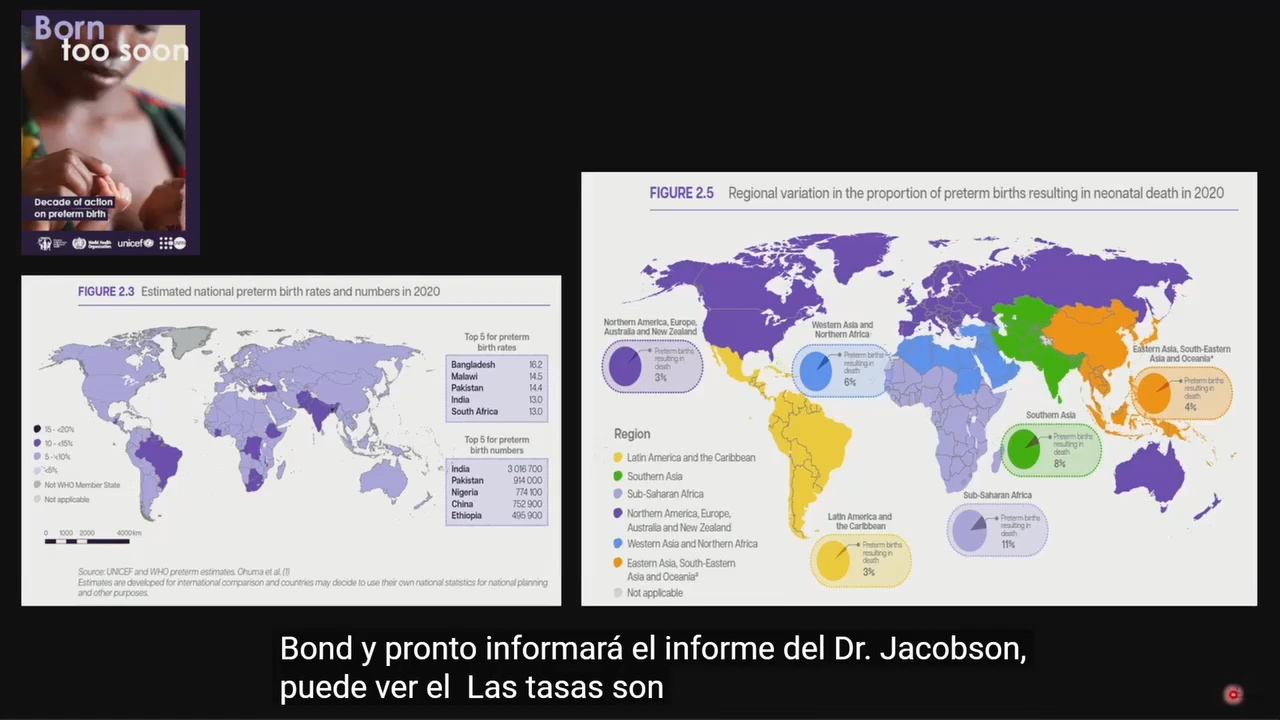 Born
too soon
Decade of action
on preterm birth
World Health
Organization
unicef
FIGURE 2.3 Estimated national preterm birth rates and numbers in 2020
Top 5 for preterm
birth rates
Bangladesh 16.2
Malawi 14.5
Pakistan 14.4
India 13.0
South Africa 13.0
Top 5 for preterm
birth numbers
India 3 016 700
Pakistan 914 000
Nigeria 774 100
China 752 900
Ethiopia 495 900
15 - <20%
10 - <15%
5 - <10%
<5%
Not WHO Member State
Not applicable
0 1000 2000 4000 km
Source: UNICEF and WHO preterm estimates. Ohuma et al. (1)
Estimates are developed for international comparison and countries may decide to use their own national statistics for national planning
and other purposes.
FIGURE 2.5 Regional variation in the proportion of preterm births resulting in neonatal death in 2020
Northern America, Europe,
Australia and New Zealand
Preterm births
resulting in
death
3%
Western Asia and
Northern Africa
Preterm births
resulting in
death
6%
Eastern Asia, South-Eastern
Asia and Oceaniaª
Preterm births
resulting in
death
4%
Southern Asia
Preterm births
resulting in
death
8%
Sub-Saharan Africa
Preterm births
resulting in
death
11%
Latin America and
the Caribbean
Preterm births
resulting in
death
3%
Region
Latin America and the Caribbean
Southern Asia
Sub-Saharan Africa
Northern America, Europe,
Australia and New Zealand
Western Asia and Northern Africa
Eastern Asia, South-Eastern
Asia and Oceaniaª
Not applicable
Bond y pronto informará el informe del Dr. Jacobson,
puede ver el Las tasas son